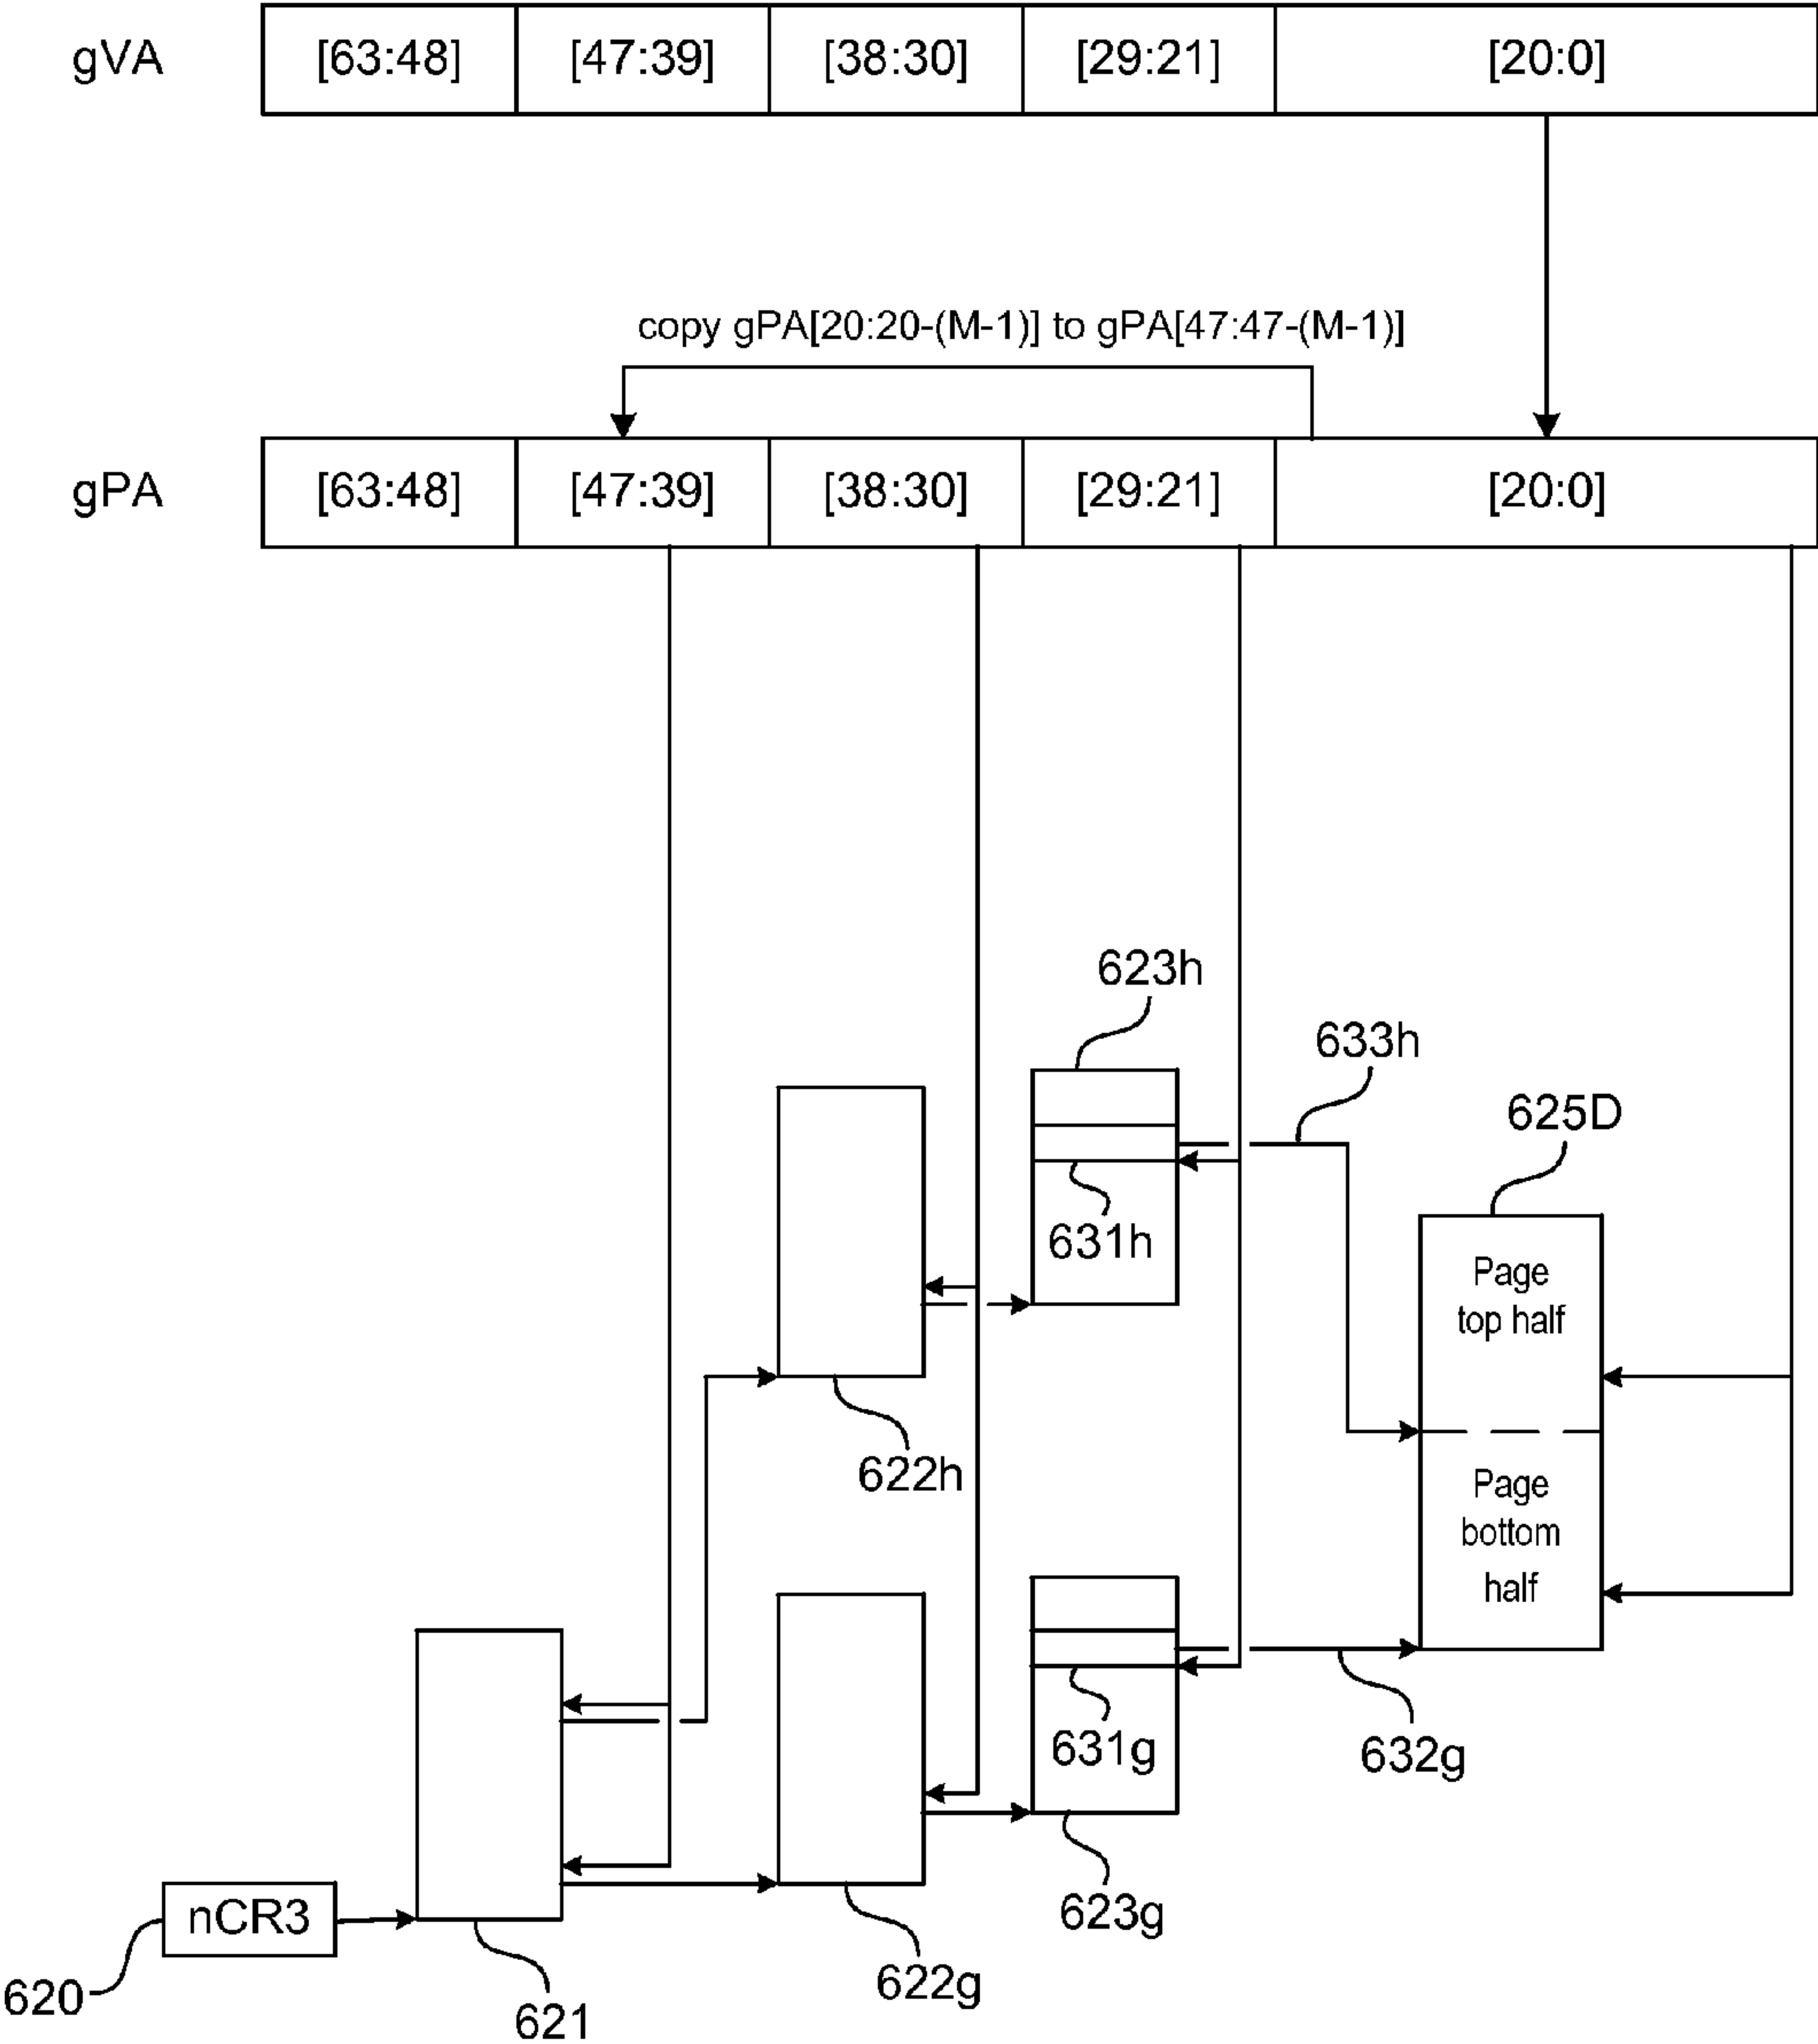 gVA [63:48] [47:39] [38:30] [29:21] [20:0]
copy gPA[20:20-(M-1)] to gPA[47:47-(M-1)]
gPA [63:48] [47:39] [38:30] [29:21] [20:0]
623h
633h
625D
631h
Page
top half
622h
Page
bottom
half
631g
632g
nCR3
623g
620
622g
621